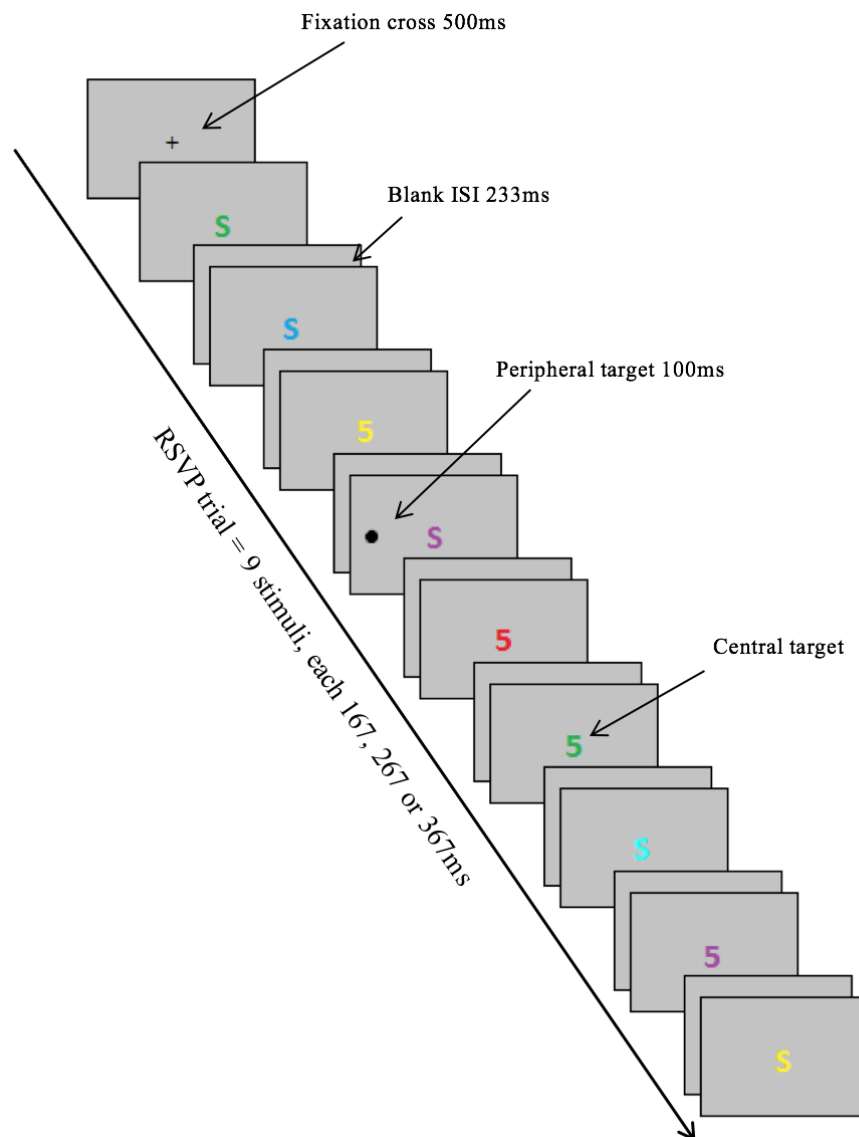 Fixation cross 500ms
+
S
Blank ISI 233ms
S
Peripheral target 100ms
5
S
RSVP trial = 9 stimuli, each 167, 267 or 367ms
5
Central target
5
S
5
S